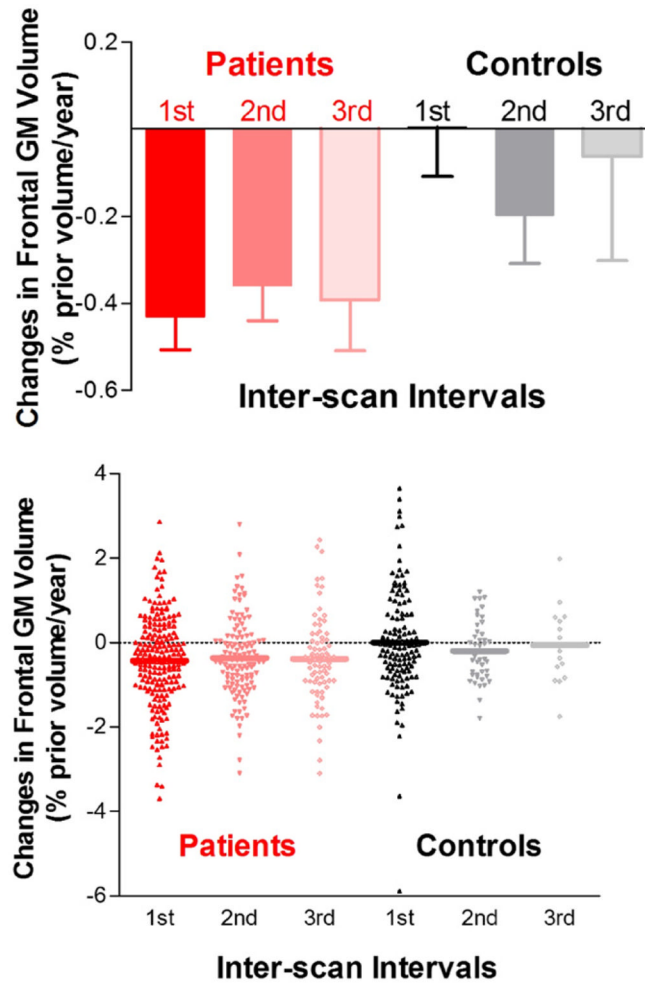 Changes in Frontal GM Volume
(% prior volume/year)
0.2
-0.2
-0.4
-0.6
Patients
Controls
1st 2nd 3rd
1st 2nd 3rd
Inter-scan Intervals
Changes in Frontal GM Volume
(% prior volume/year)
4
2
0
-2
-4
-6
Patients
Controls
1st 2nd 3rd 1st 2nd 3rd
Inter-scan Intervals